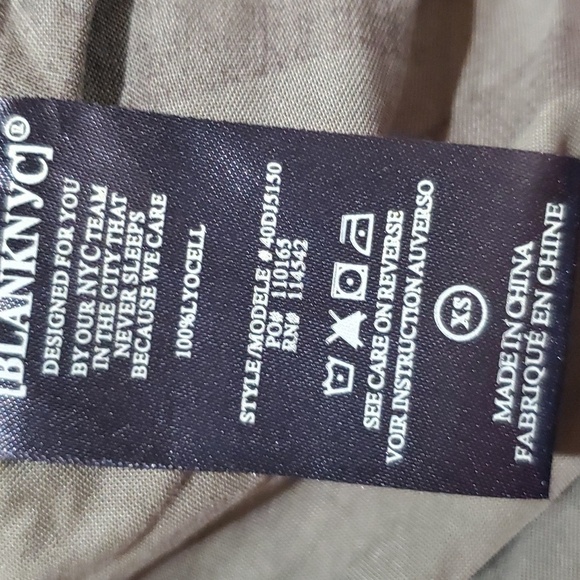 [BLANKNYC]®
DESIGNED FOR YOU
BY OUR NYC TEAM
IN THE CITY THAT
NEVER SLEEPS
BECAUSE WE CARE
100%LYOCELL
STYLE/MODELE # 40DJ5150
PO# 110165
RN# 114542
SEE CARE ON REVERSE
VOIR INSTRUCTION AUVERSO
XS
MADE IN CHINA
FABRIQUÉ EN CHINE